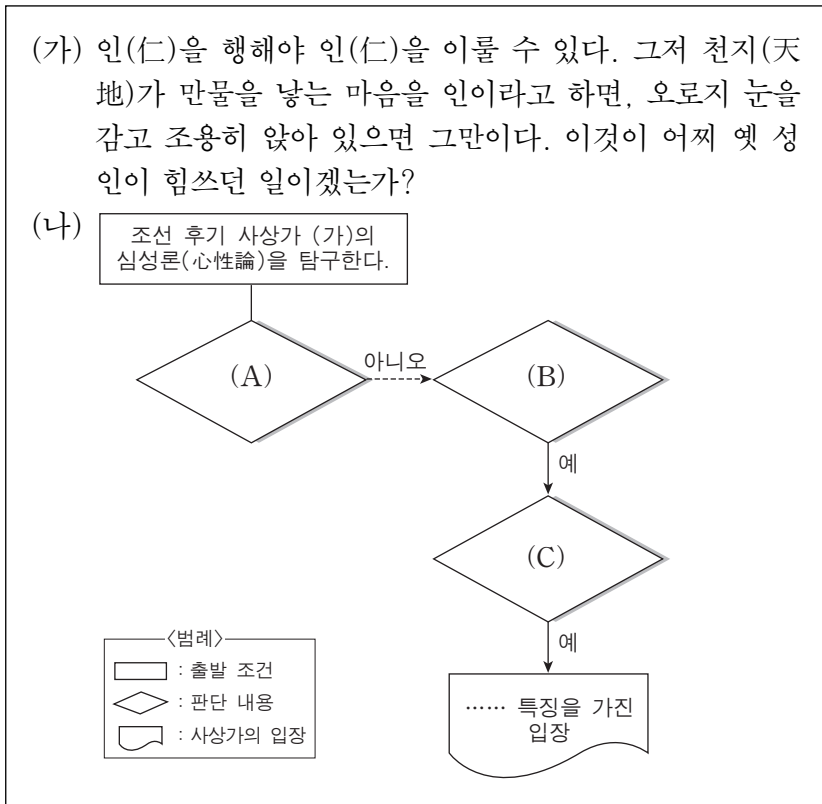 (가) 인(仁)을 행해야 인(仁)을 이룰 수 있다. 그저 천지(天
地)가 만물을 낳는 마음을 인이라고 하면, 오로지 눈을
감고 조용히 앉아 있으면 그만이다. 이것이 어찌 옛 성
인이 힘쓰던 일이겠는가?
(나)
조선 후기 사상가 (가)의
심성론(心性論)을 탐구한다.
(A)
아니오
(B)
예
(C)
예
…… 특징을 가진
입장
〈범례〉
: 출발 조건
: 판단 내용
: 사상가의 입장